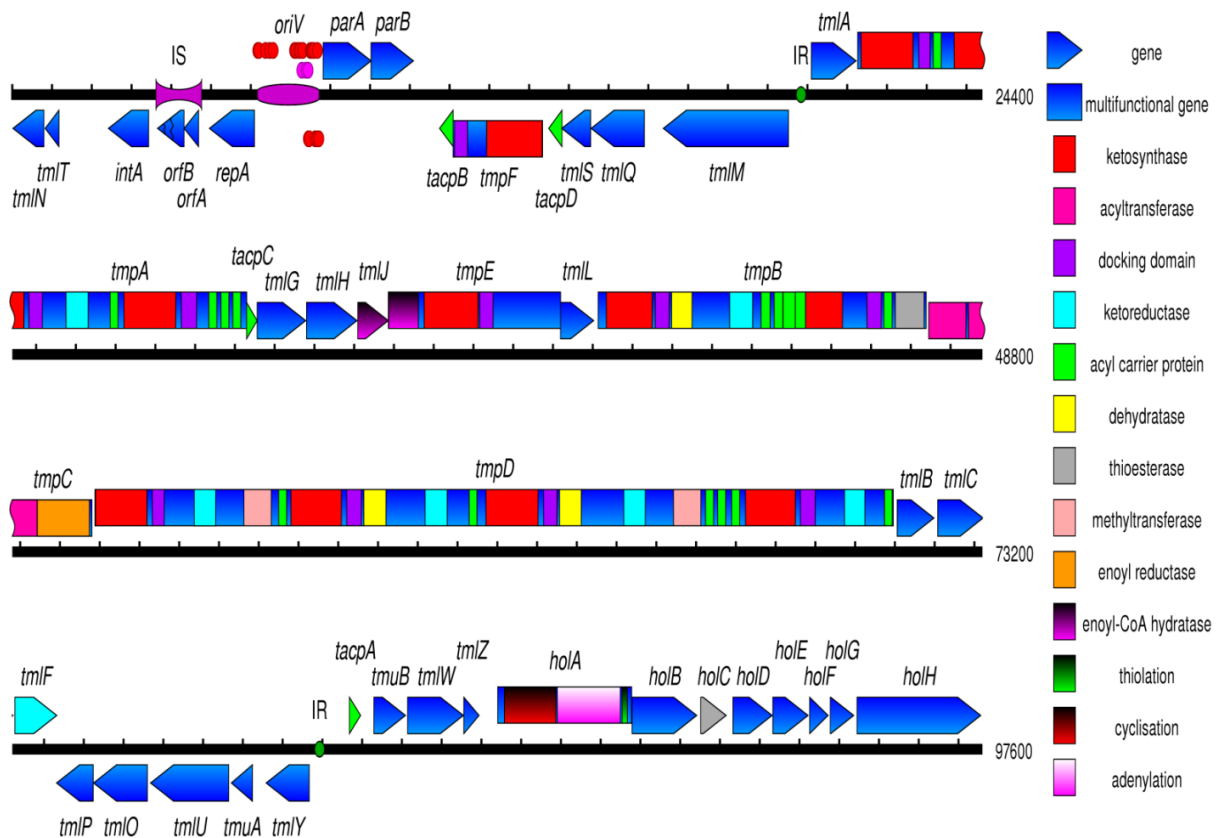 oriV parA parB tmlA
IS IR
24400
tmlN tmlT intA orfB orfA repA tacpB tmpF tacpD tmlS tmlQ tmlM
tmpA tacpC tmlG tmlH tmlJ tmpE tmlL tmpB
48800
tmpC tmpD tmlB tmlC
73200
tmlF tacpA tmuB tmlW tmlZ holA holB holC holD holE holF holG holH
IR
97600
tmlP tmlO tmlU tmuA tmlY
gene
multifunctional gene
ketosynthase
acyltransferase
docking domain
ketoreductase
acyl carrier protein
dehydratase
thioesterase
methyltransferase
enoyl reductase
enoyl-CoA hydratase
thiolation
cyclisation
adenylation